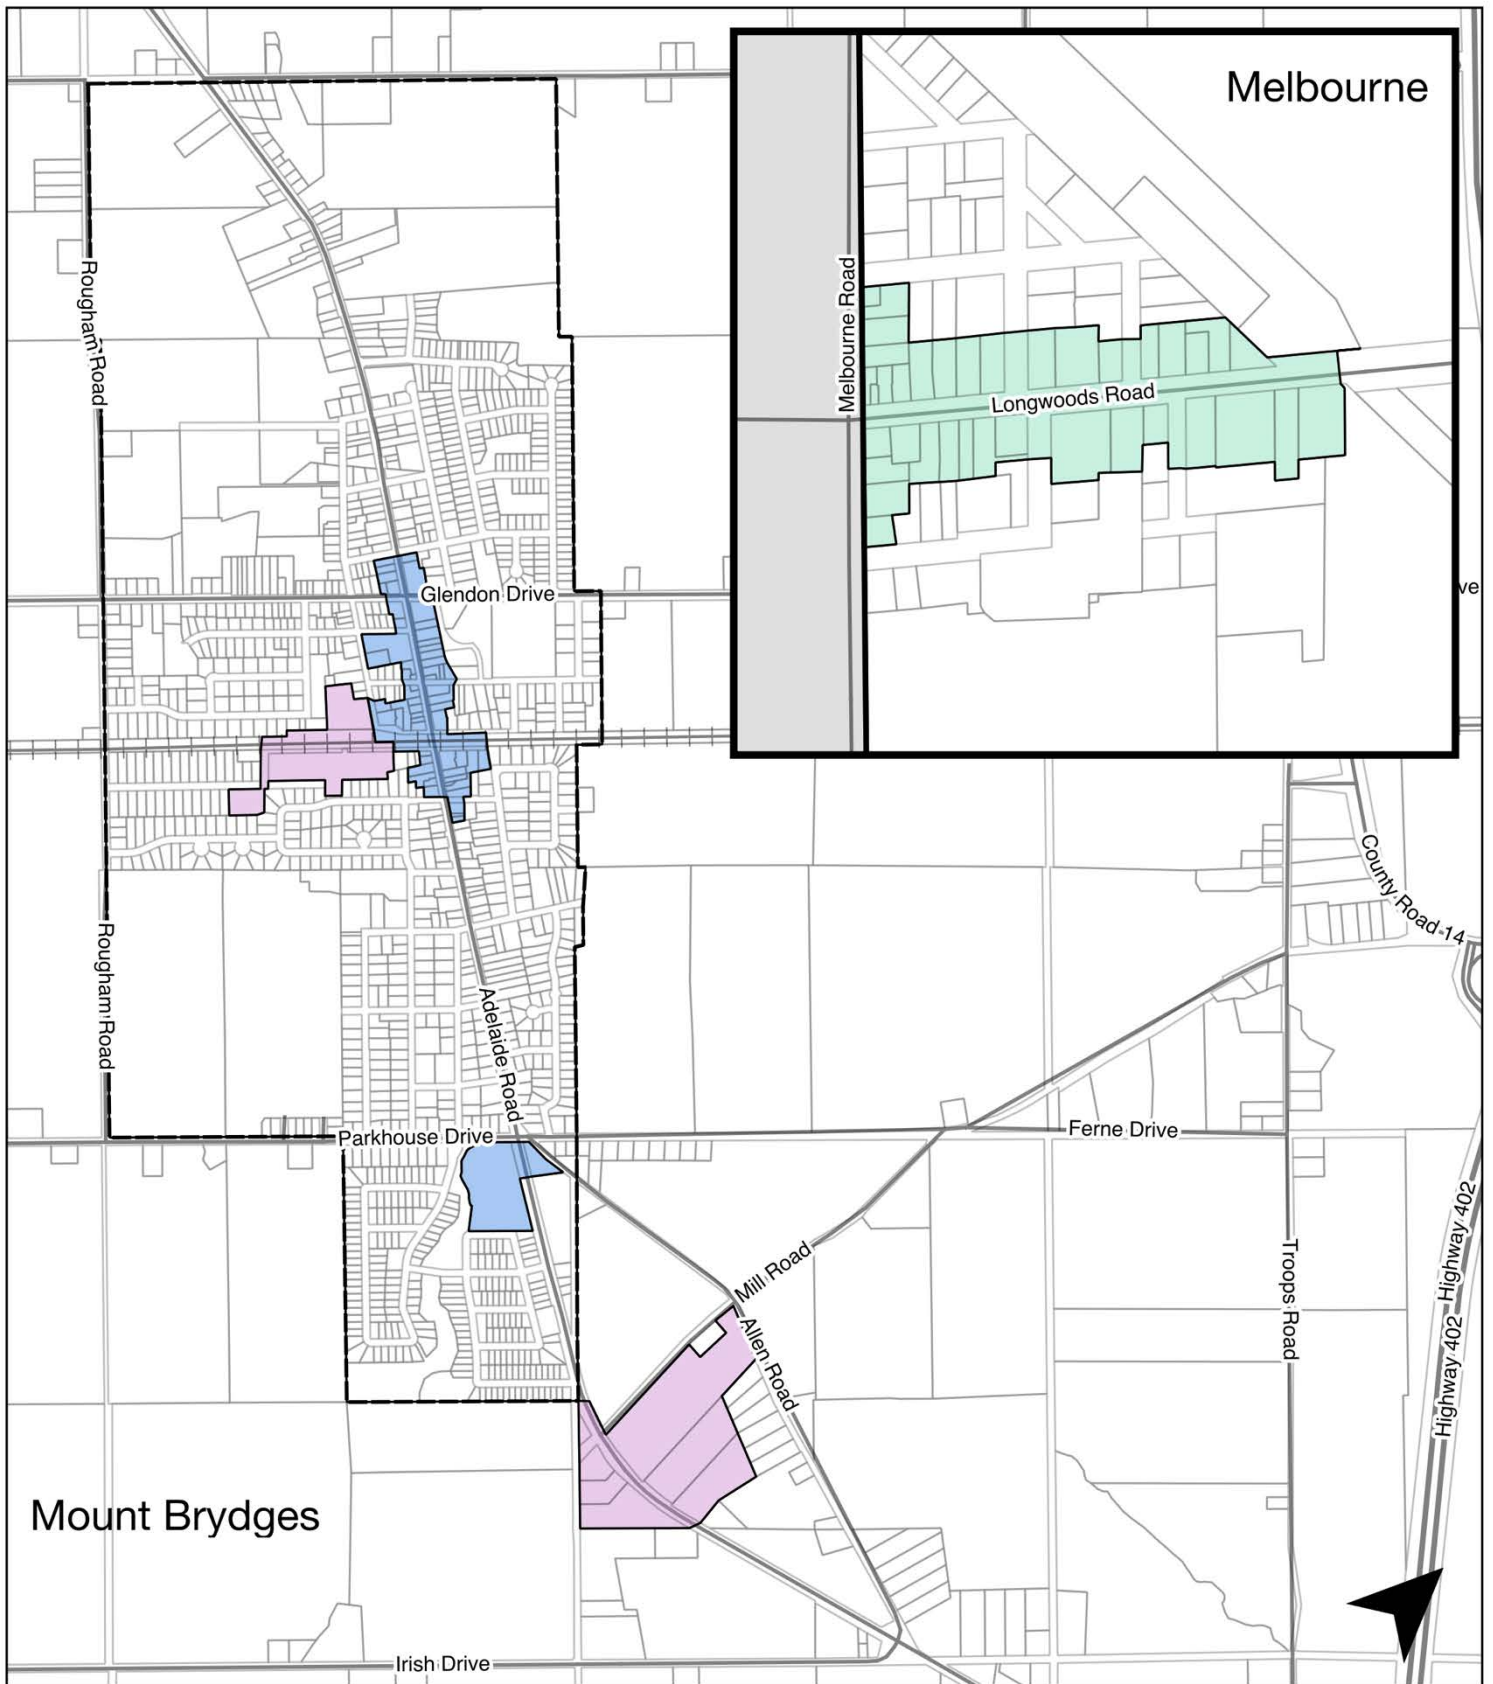 Melbourne
Rougham Road
Melbourne Road
Longwoods Road
Glendon Drive
ve
County Road 14
Rougham Road
Adelaide Road
Parkhouse Drive
Ferne Drive
Highway 402
Mill Road
Troops Road
Allen Road
Highway 402
Mount Brydges
Irish Drive